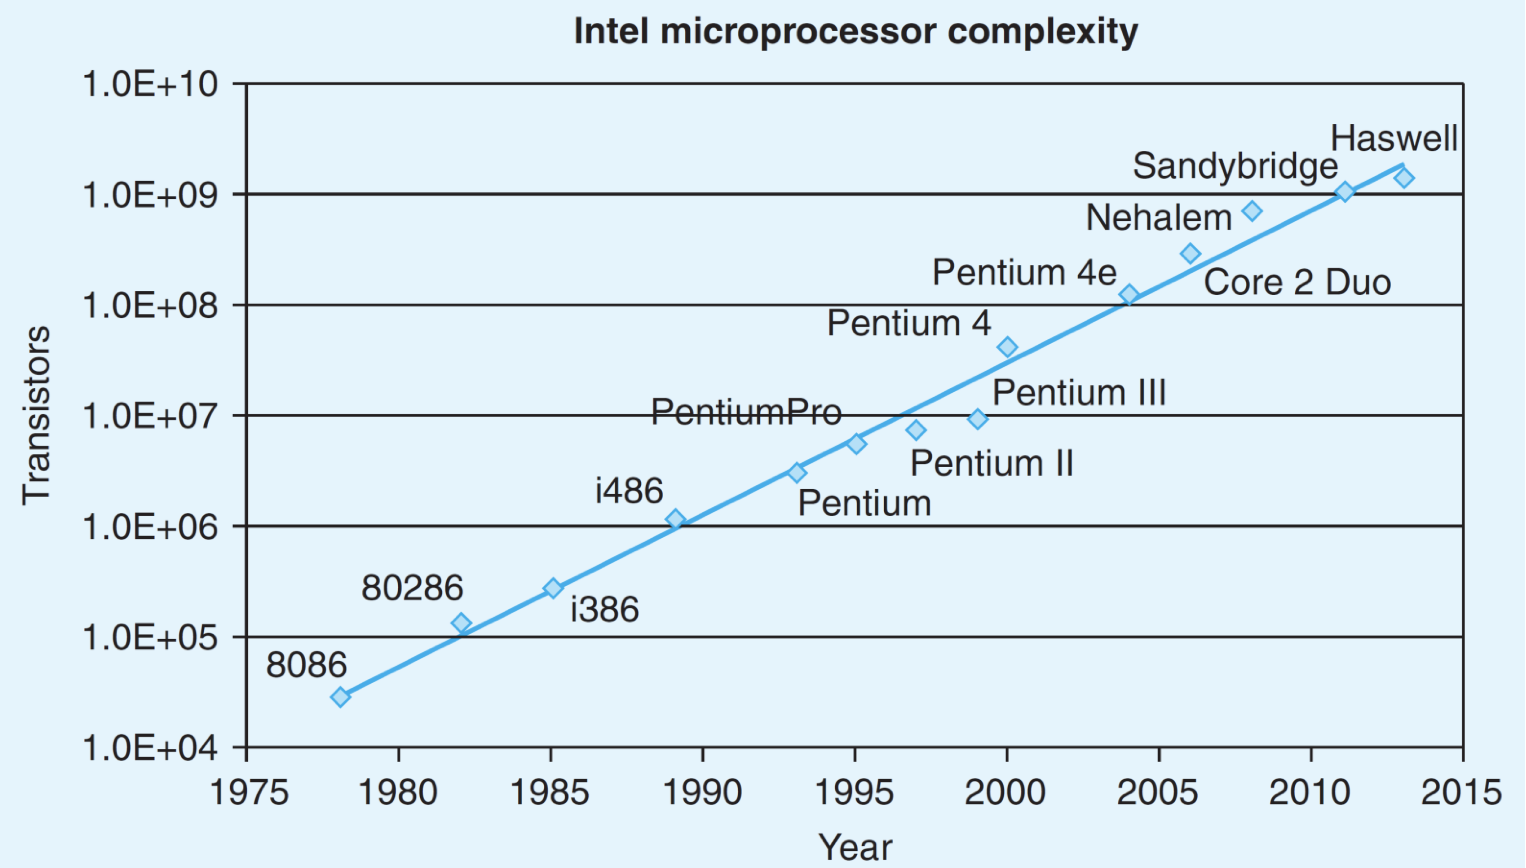 Intel microprocessor complexity
1.0E+10
1.0E+09
1.0E+08
1.0E+07
1.0E+06
1.0E+05
1.0E+04
Transistors
Haswell
Sandybridge
Nehalem
Pentium 4e
Core 2 Duo
Pentium 4
Pentium III
PentiumPro
Pentium II
i486
Pentium
80286
i386
8086
1975 1980 1985 1990 1995 2000 2005 2010 2015
Year